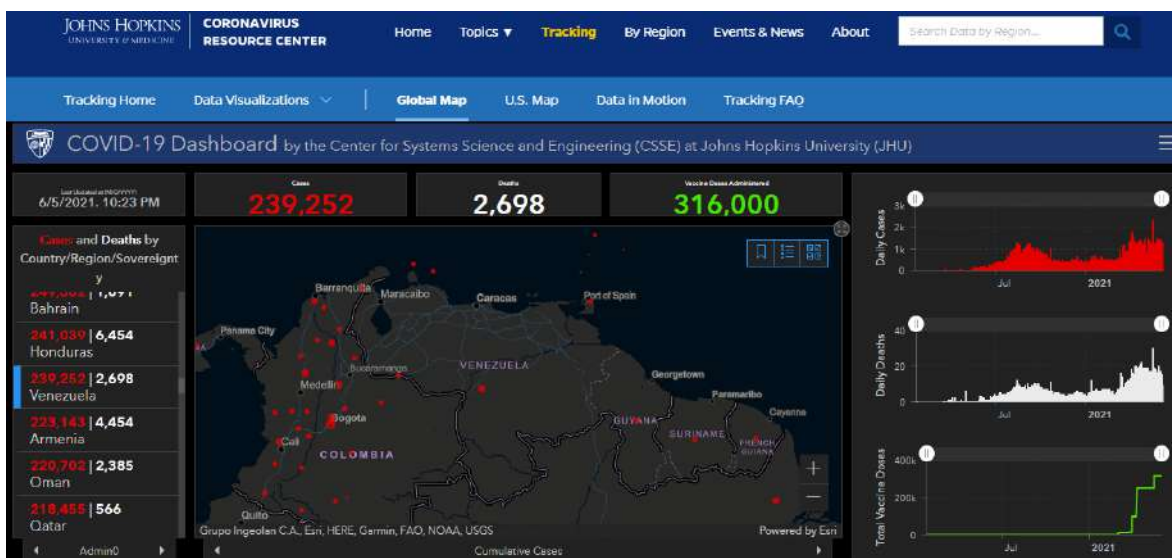 JOHNS HOPKINS
UNIVERSITY & MEDICINE
CORONAVIRUS
RESOURCE CENTER
Home
Topics ▼
Tracking
By Region
Events & News
About
Search Data by Region...
Tracking Home
Data Visualizations
Global Map
U.S. Map
Data in Motion
Tracking FAQ
COVID-19 Dashboard by the Center for Systems Science and Engineering (CSSE) at Johns Hopkins University (JHU)
6/5/2021, 10:23 PM
Cases
239,252
Deaths
2,698
Vaccine Doses Administered
316,000
Cases and Deaths by
Country/Region/Sovereignt
y
Bahrain
241,039 | 6,454
Honduras
239,252 | 2,698
Venezuela
223,143 | 4,454
Armenia
220,702 | 2,385
Oman
218,455 | 566
Qatar
Admin0
Barranquilla
Maracaibo
Caracas
Port of Spain
Panama City
VENEZUELA
Bucaramanga
Medellin
Georgetown
Paramaribo
Cayenne
Bogota
GUYANA
SURINAME
FRENCH
GUIANA
Cali
COLOMBIA
Quito
+
−
Grupo Ingeolan C.A., Esri, HERE, Garmin, FAO, NOAA, USGS
Powered by Esri
Cumulative Cases
Daily Cases
3k
2k
1k
0
Jul
2021
Daily Deaths
40
20
0
Jul
2021
Total Vaccine Doses
400k
200k
0
Jul
2021